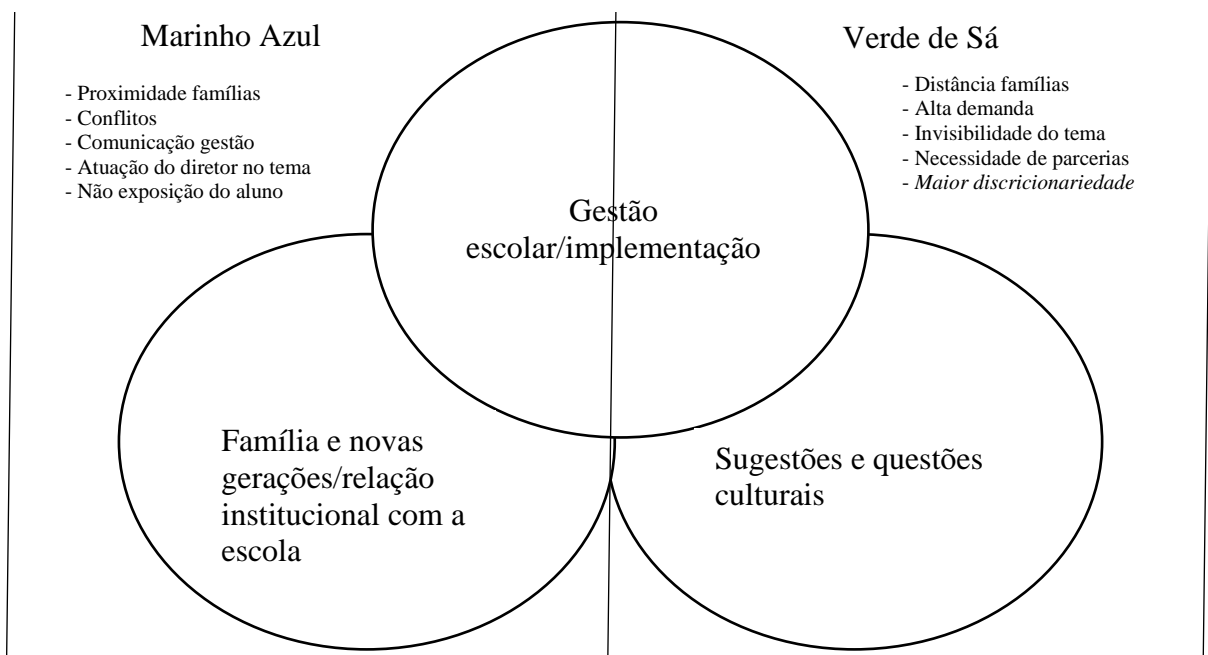 Marinho Azul
- Proximidade famílias
- Conflitos
- Comunicação gestão
- Atuação do diretor no tema
- Não exposição do aluno
Verde de Sá
- Distância famílias
- Alta demanda
- Invisibilidade do tema
- Necessidade de parcerias
- Maior discricionariedade
Gestão
escolar/implementação
Família e novas
gerações/relação
institucional com a
escola
Sugestões e questões
culturais